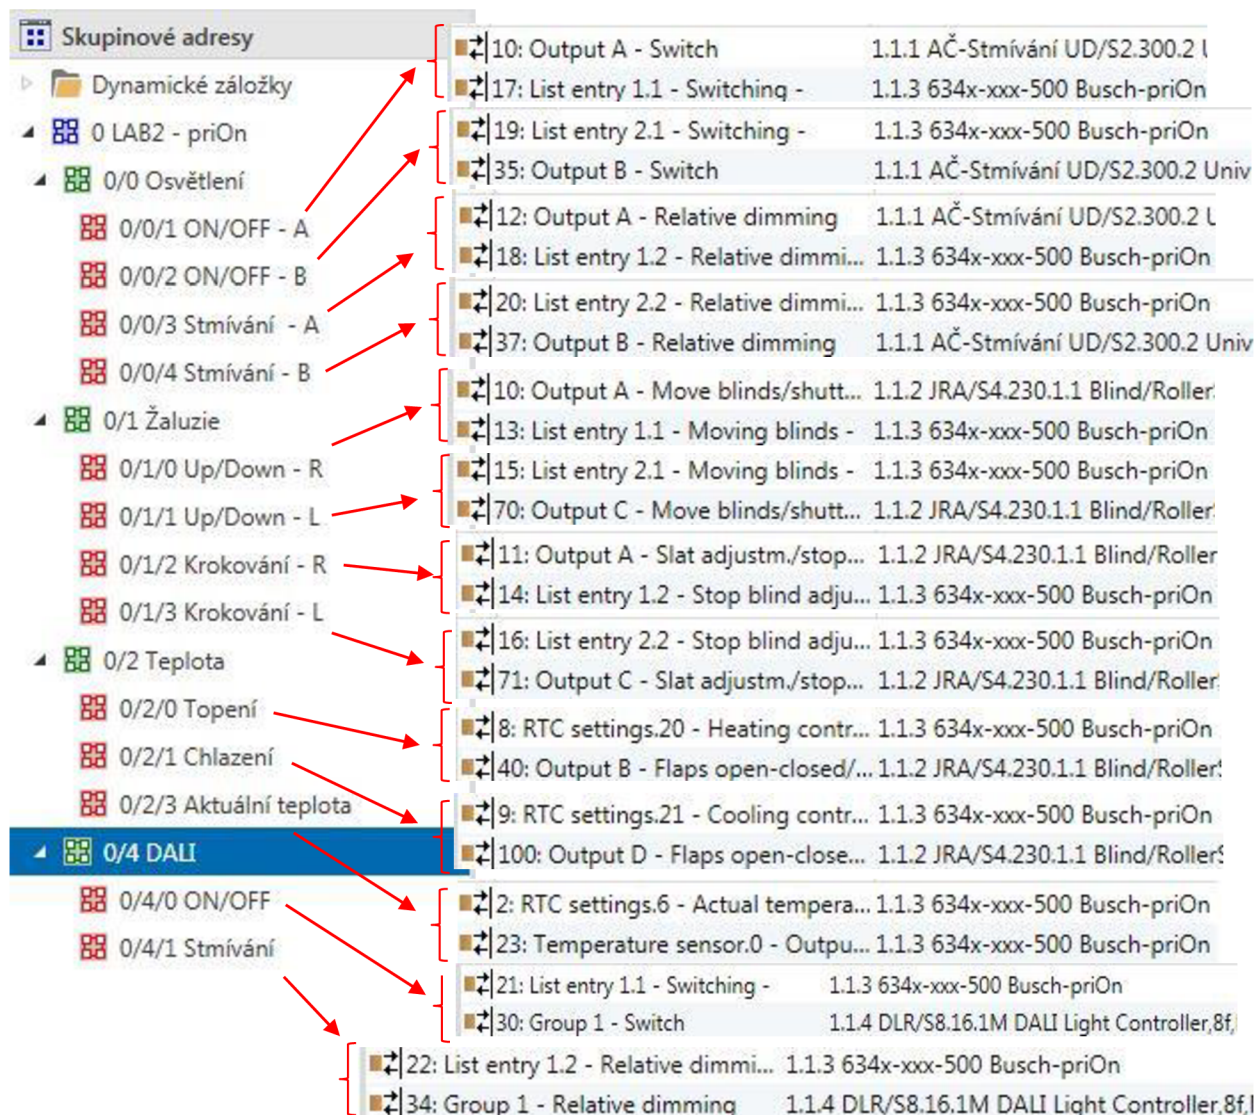 Skupinové adresy
Dynamické záložky
0 LAB2 - priOn
0/0 Osvětlení
0/0/1 ON/OFF - A
0/0/2 ON/OFF - B
0/0/3 Stmívání - A
0/0/4 Stmívání - B
0/1 Žaluzie
0/1/0 Up/Down - R
0/1/1 Up/Down - L
0/1/2 Krokování - R
0/1/3 Krokování - L
0/2 Teplota
0/2/0 Topení
0/2/1 Chlazení
0/2/3 Aktuální teplota
0/4 DALI
0/4/0 ON/OFF
0/4/1 Stmívání
10: Output A - Switch 1.1.1 AČ-Stmívání UD/S2.300.2
17: List entry 1.1 - Switching - 1.1.3 634x-xxx-500 Busch-priOn
19: List entry 2.1 - Switching - 1.1.3 634x-xxx-500 Busch-priOn
35: Output B - Switch 1.1.1 AČ-Stmívání UD/S2.300.2 Univ
12: Output A - Relative dimming 1.1.1 AČ-Stmívání UD/S2.300.2
18: List entry 1.2 - Relative dimmi... 1.1.3 634x-xxx-500 Busch-priOn
20: List entry 2.2 - Relative dimmi... 1.1.3 634x-xxx-500 Busch-priOn
37: Output B - Relative dimming 1.1.1 AČ-Stmívání UD/S2.300.2 Univ
10: Output A - Move blinds/shutt... 1.1.2 JRA/S4.230.1.1 Blind/Roller
13: List entry 1.1 - Moving blinds - 1.1.3 634x-xxx-500 Busch-priOn
15: List entry 2.1 - Moving blinds - 1.1.3 634x-xxx-500 Busch-priOn
70: Output C - Move blinds/shutt... 1.1.2 JRA/S4.230.1.1 Blind/Roller
11: Output A - Slat adjustm./stop... 1.1.2 JRA/S4.230.1.1 Blind/Roller
14: List entry 1.2 - Stop blind adju... 1.1.3 634x-xxx-500 Busch-priOn
16: List entry 2.2 - Stop blind adju... 1.1.3 634x-xxx-500 Busch-priOn
71: Output C - Slat adjustm./stop... 1.1.2 JRA/S4.230.1.1 Blind/Roller
8: RTC settings.20 - Heating contr... 1.1.3 634x-xxx-500 Busch-priOn
40: Output B - Flaps open-closed/... 1.1.2 JRA/S4.230.1.1 Blind/Roller
9: RTC settings.21 - Cooling contr... 1.1.3 634x-xxx-500 Busch-priOn
100: Output D - Flaps open-close... 1.1.2 JRA/S4.230.1.1 Blind/RollerS
2: RTC settings.6 - Actual tempera... 1.1.3 634x-xxx-500 Busch-priOn
23: Temperature sensor.0 - Outpu... 1.1.3 634x-xxx-500 Busch-priOn
21: List entry 1.1 - Switching - 1.1.3 634x-xxx-500 Busch-priOn
30: Group 1 - Switch 1.1.4 DLR/S8.16.1M DALI Light Controller,8f,
22: List entry 1.2 - Relative dimmi... 1.1.3 634x-xxx-500 Busch-priOn
34: Group 1 - Relative dimming 1.1.4 DLR/S8.16.1M DALI Light Controller,8f,